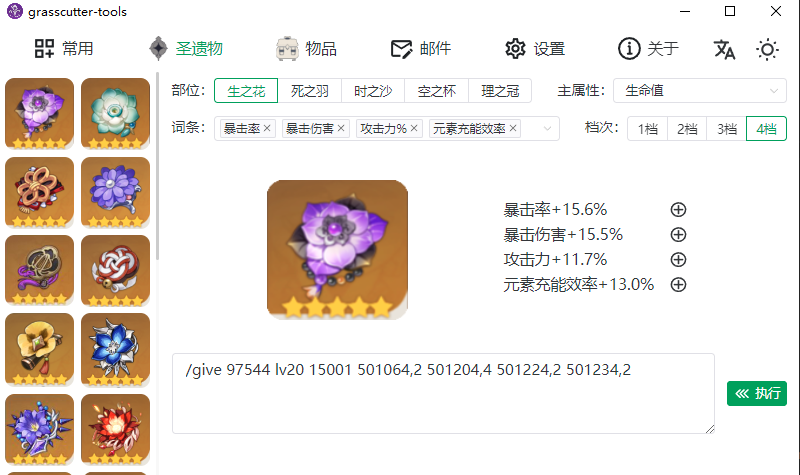 grasscutter-tools
常用 圣遗物 物品 邮件 设置 关于
部位: 生之花 死之羽 时之沙 空之杯 理之冠 主属性: 生命值
词条: 暴击率 暴击伤害 攻击力% 元素充能效率 档次: 1档 2档 3档 4档
暴击率+15.6%
暴击伤害+15.5%
攻击力+11.7%
元素充能效率+13.0%
/give 97544 lv20 15001 501064,2 501204,4 501224,2 501234,2
执行